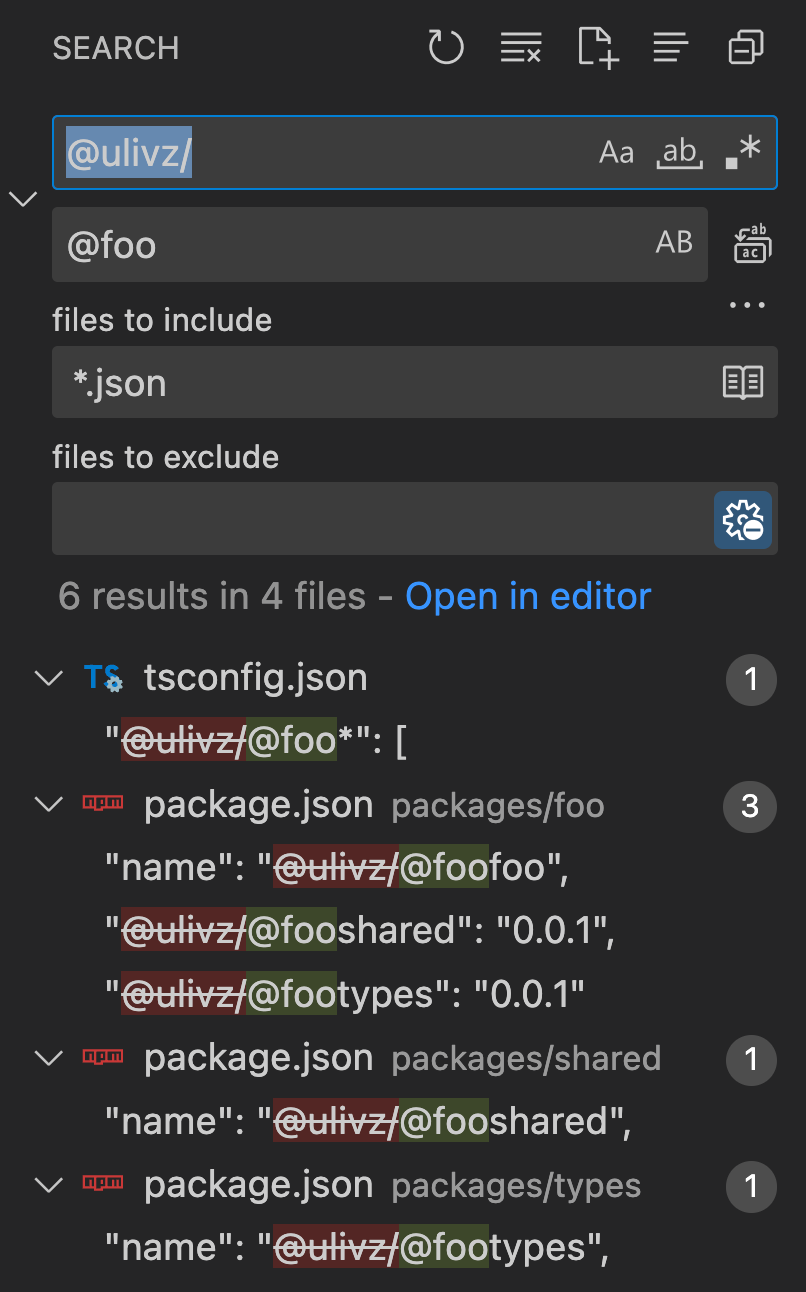 SEARCH
@ulivz/ Aa ab *
@foo AB ab ac
files to include
*.json
files to exclude
6 results in 4 files - Open in editor
TS tsconfig.json 1
"@ulivz/@foo*": [
package.json packages/foo 3
"name": "@ulivz/@foofoo",
"@ulivz/@fooshared": "0.0.1",
"@ulivz/@footypes": "0.0.1"
package.json packages/shared 1
"name": "@ulivz/@fooshared",
package.json packages/types 1
"name": "@ulivz/@footypes",